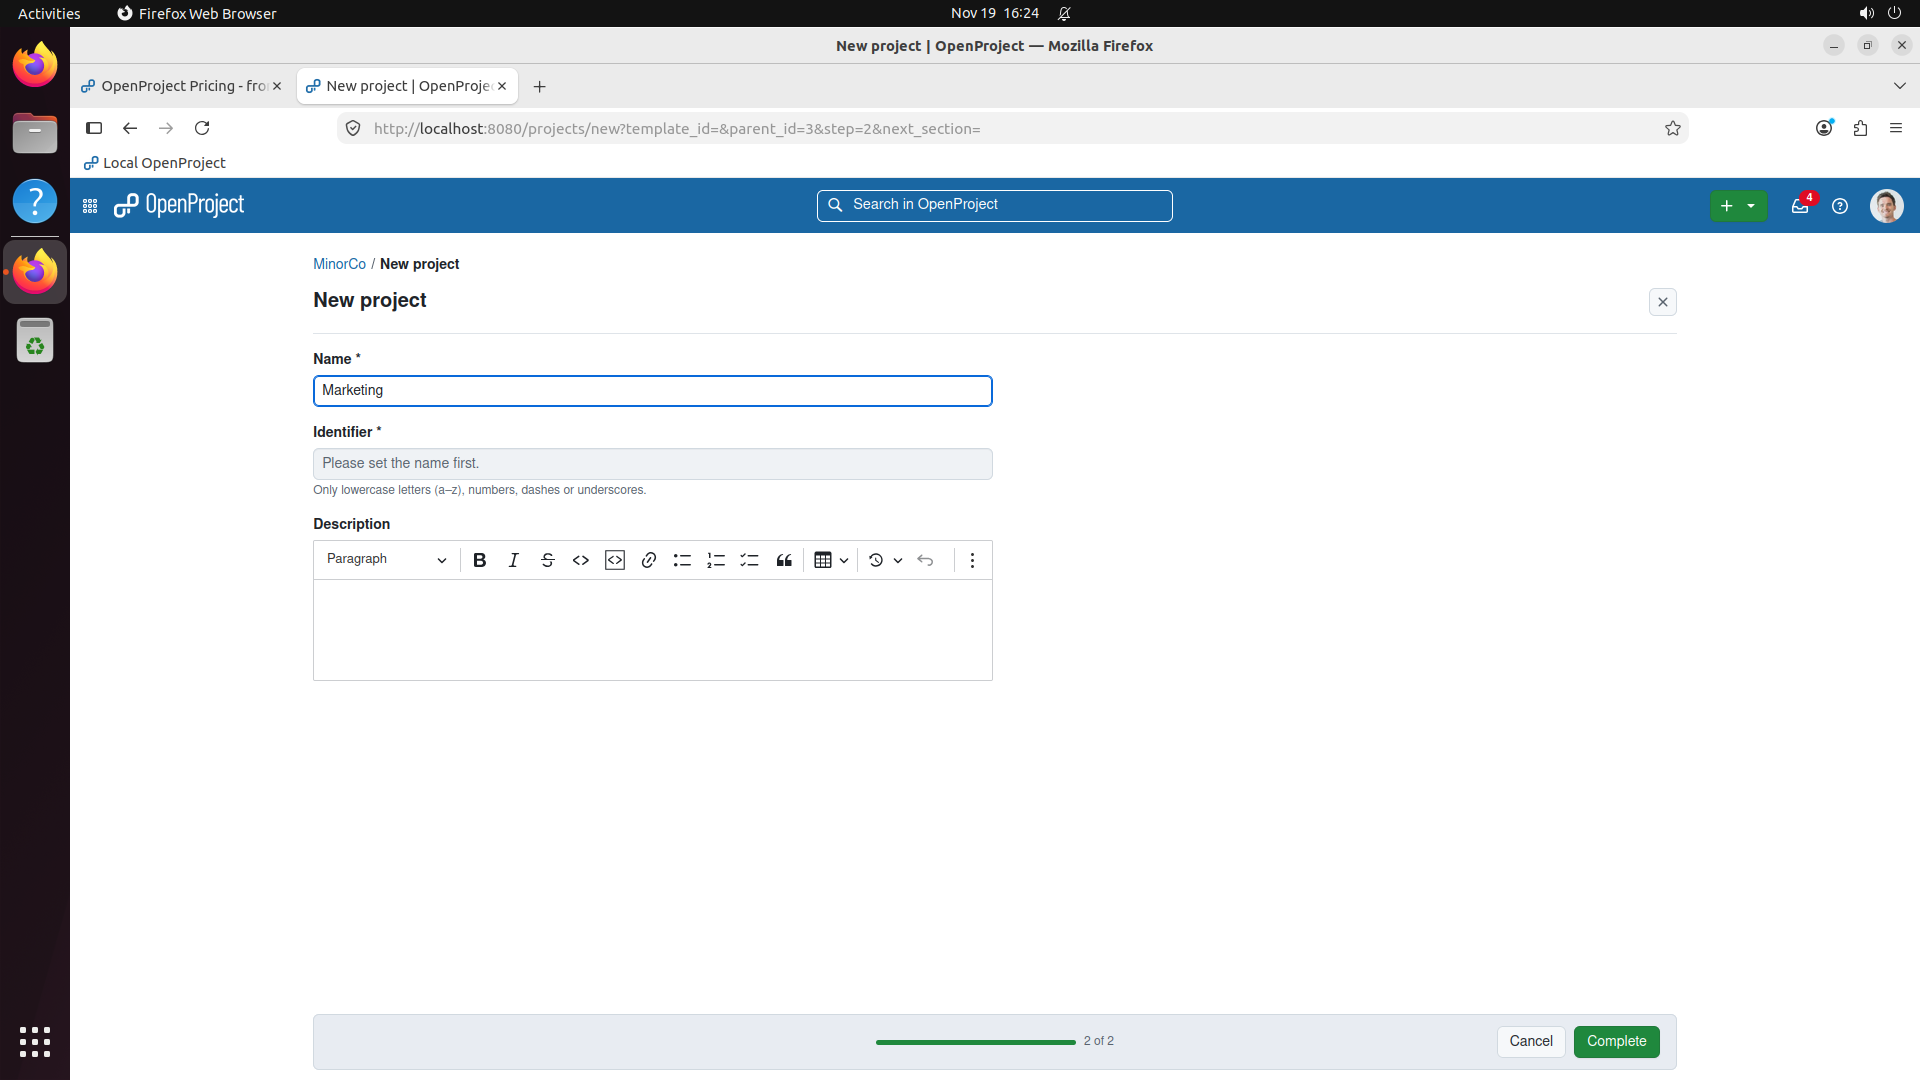 Activities
Firefox Web Browser
Nov 19 16:24
New project | OpenProject — Mozilla Firefox
OpenProject Pricing - fro
New project | OpenProje
http://localhost:8080/projects/new?template_id=&parent_id=3&step=2&next_section=
Local OpenProject
OpenProject
Search in OpenProject
4
MinorCo / New project
New project
Name *
Marketing
Identifier *
Please set the name first.
Only lowercase letters (a–z), numbers, dashes or underscores.
Description
Paragraph
2 of 2
Cancel
Complete